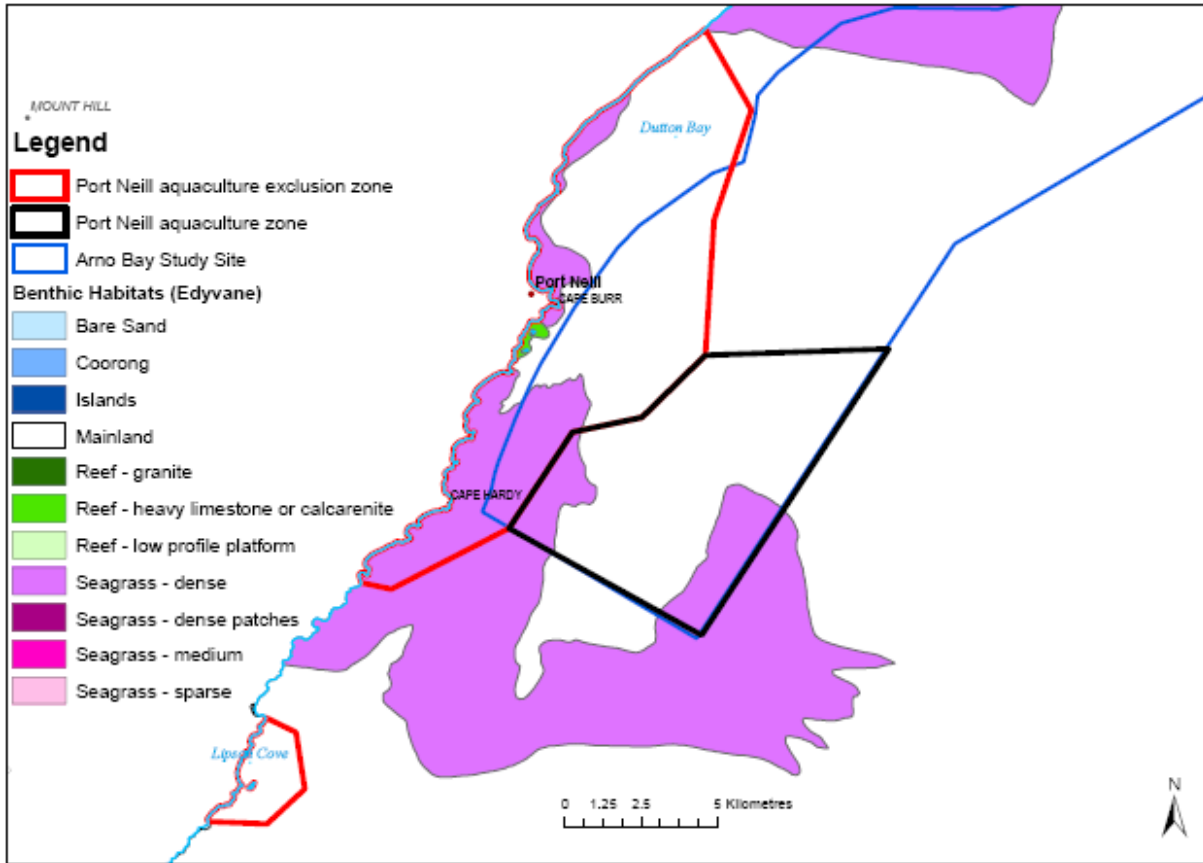 MOUNT HILL
Legend
Port Neill aquaculture exclusion zone
Port Neill aquaculture zone
Arno Bay Study Site
Benthic Habitats (Edyvane)
Bare Sand
Coorong
Islands
Mainland
Reef - granite
Reef - heavy limestone or calcarenite
Reef - low profile platform
Seagrass - dense
Seagrass - dense patches
Seagrass - medium
Seagrass - sparse
Dutton Bay
Port Neill
CAPE BURR
CAPE HARDY
Lipson Cove
0 1.25 2.5 5 Kilometres
N